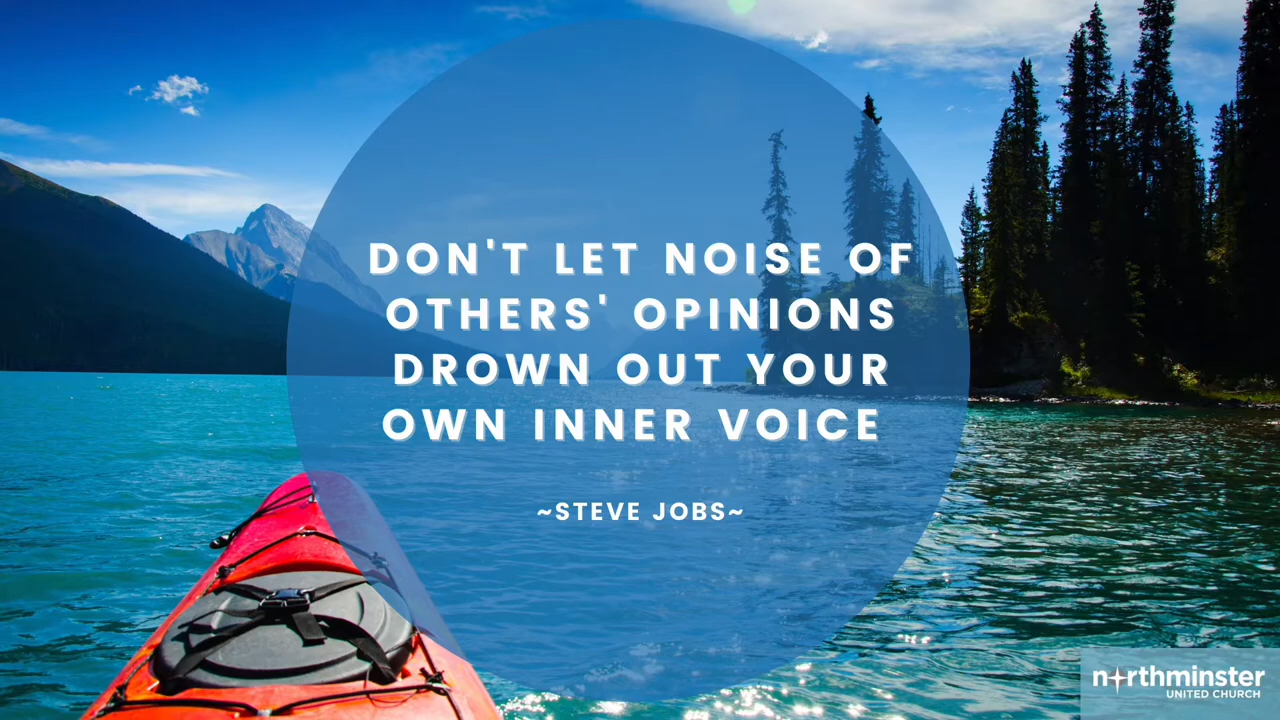 DON'T LET NOISE OF
OTHERS' OPINIONS
DROWN OUT YOUR
OWN INNER VOICE
~STEVE JOBS~
northminster
UNITED CHURCH